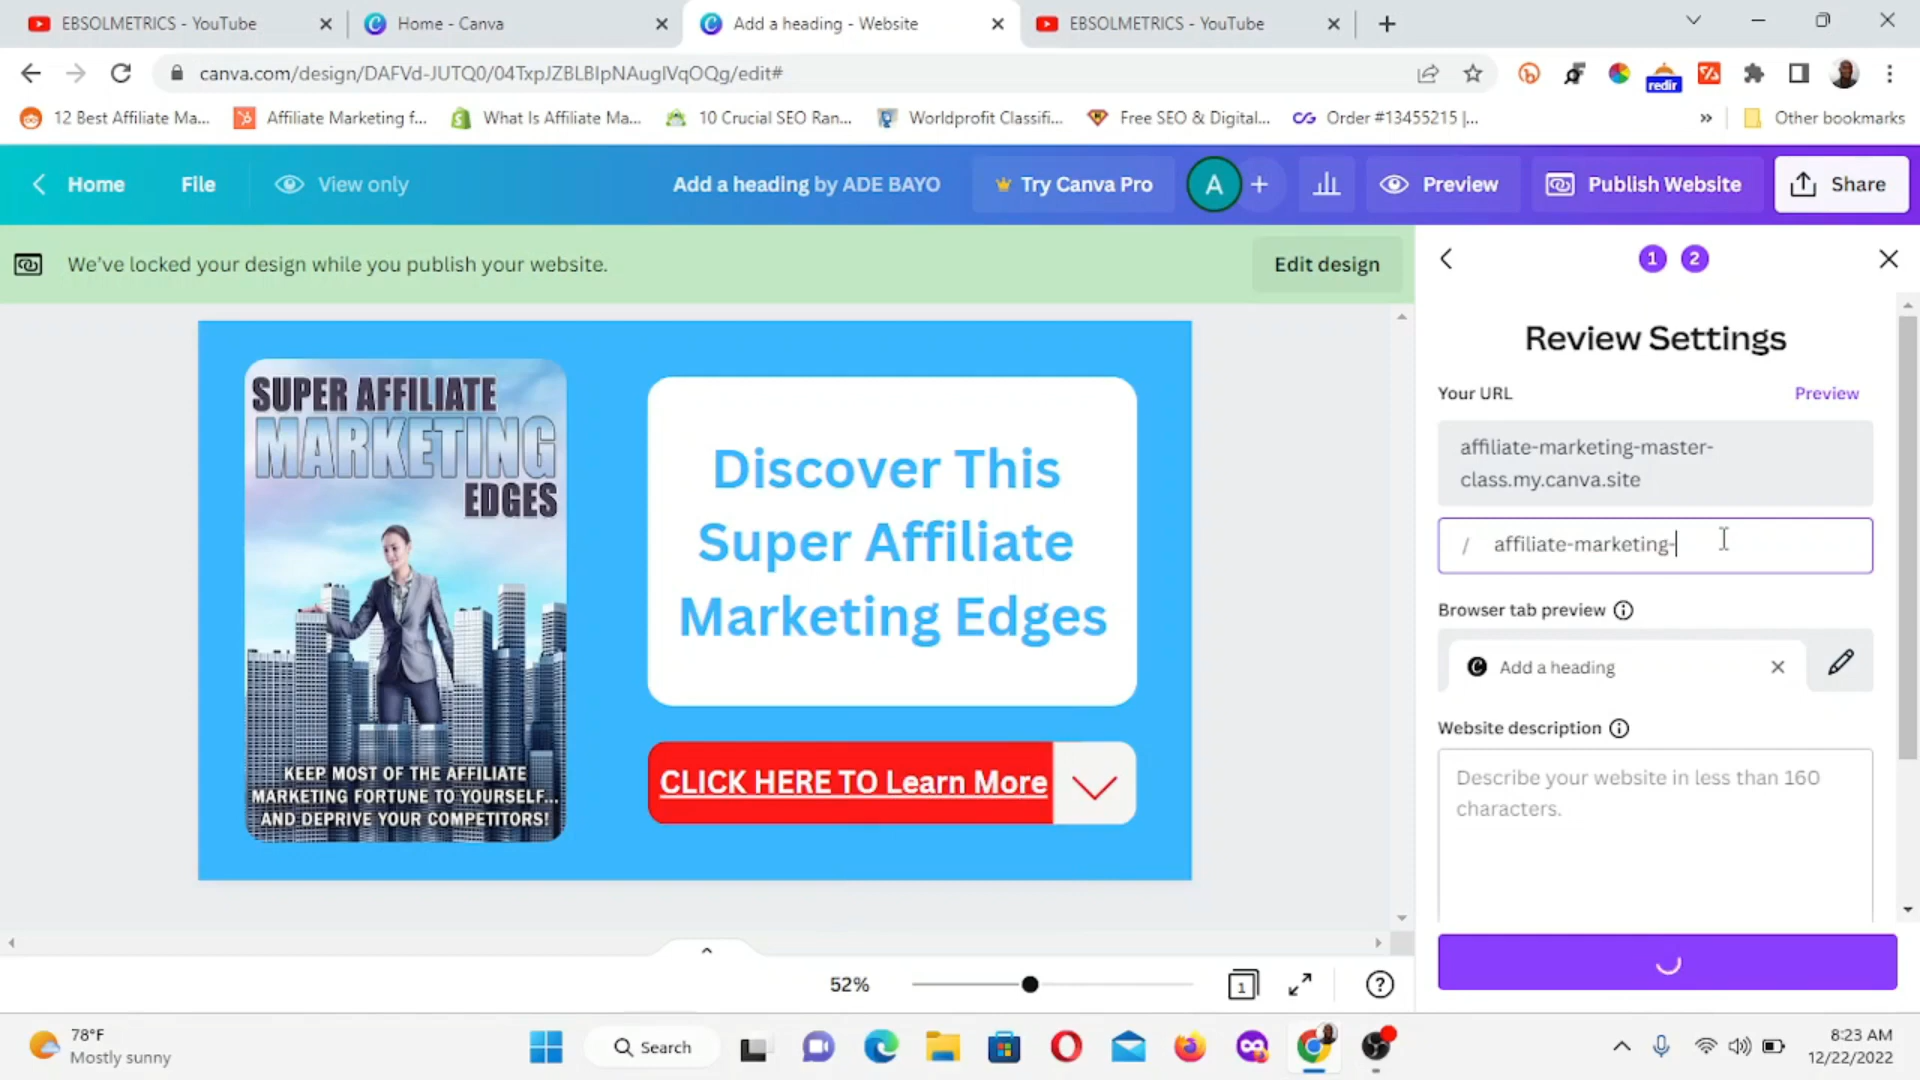 EBSOLMETRICS - YouTube
Home - Canva
Add a heading - Website
EBSOLMETRICS - YouTube
canva.com/design/DAFVd-JUTQ0/04TxpJZBLBIpNAuglVqOQg/edit#
redir
12 Best Affiliate Ma...
Affiliate Marketing f...
What Is Affiliate Ma...
10 Crucial SEO Ran...
Worldprofit Classifi...
Free SEO & Digital...
Order #13455215 |...
Other bookmarks
Home
File
View only
Add a heading by ADE BAYO
Try Canva Pro
A
Preview
Publish Website
Share
We've locked your design while you publish your website.
Edit design
1
2
SUPER AFFILIATE
MARKETING
EDGES
KEEP MOST OF THE AFFILIATE
MARKETING FORTUNE TO YOURSELF...
AND DEPRIVE YOUR COMPETITORS!
Discover This
Super Affiliate
Marketing Edges
CLICK HERE TO Learn More
Review Settings
Your URL
Preview
affiliate-marketing-master-
class.my.canva.site
/ affiliate-marketing-
Browser tab preview
Add a heading
Website description
Describe your website in less than 160
characters.
52%
1
78°F
Mostly sunny
Search
8:23 AM
12/22/2022